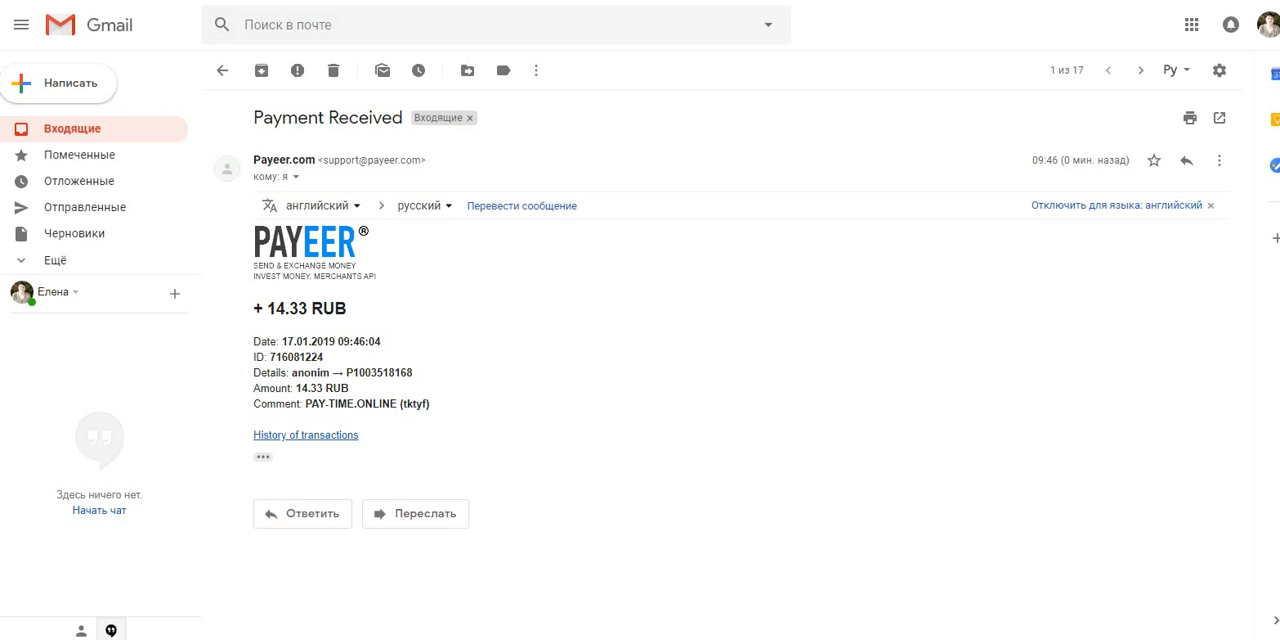 Gmail
Поиск в почте
Написать
1 из 17
Ру
Входящие
Помеченные
Отложенные
Отправленные
Черновики
Ещё
Елена
Здесь ничего нет.
Начать чат
Payment Received Входящие ×
Payeer.com <support@payeer.com> 09:46 (0 мин. назад)
кому: я
английский > русский Перевести сообщение Отключить для языка: английский ×
PAYEER®
SEND & EXCHANGE MONEY
INVEST MONEY, MERCHANTS API
+ 14.33 RUB
Date: 17.01.2019 09:46:04
ID: 716081224
Details: anonim → P1003518168
Amount: 14.33 RUB
Comment: PAY-TIME.ONLINE (tktyf)
History of transactions
Ответить Переслать